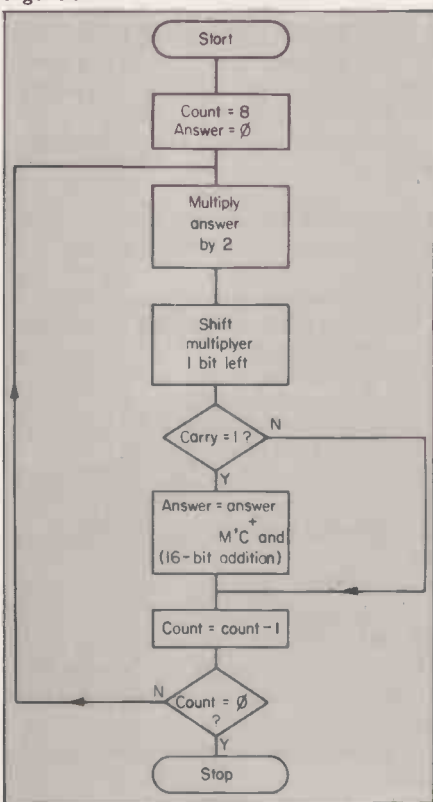 Start
Count = 8
Answer = Ø
Multiply
answer
by 2
Shift
multiplyer
1 bit left
Carry = 1 ?
N
Y
Answer = answer
+
M'C and
(16-bit addition)
Count = count - 1
N
Count = Ø
?
Y
Stop